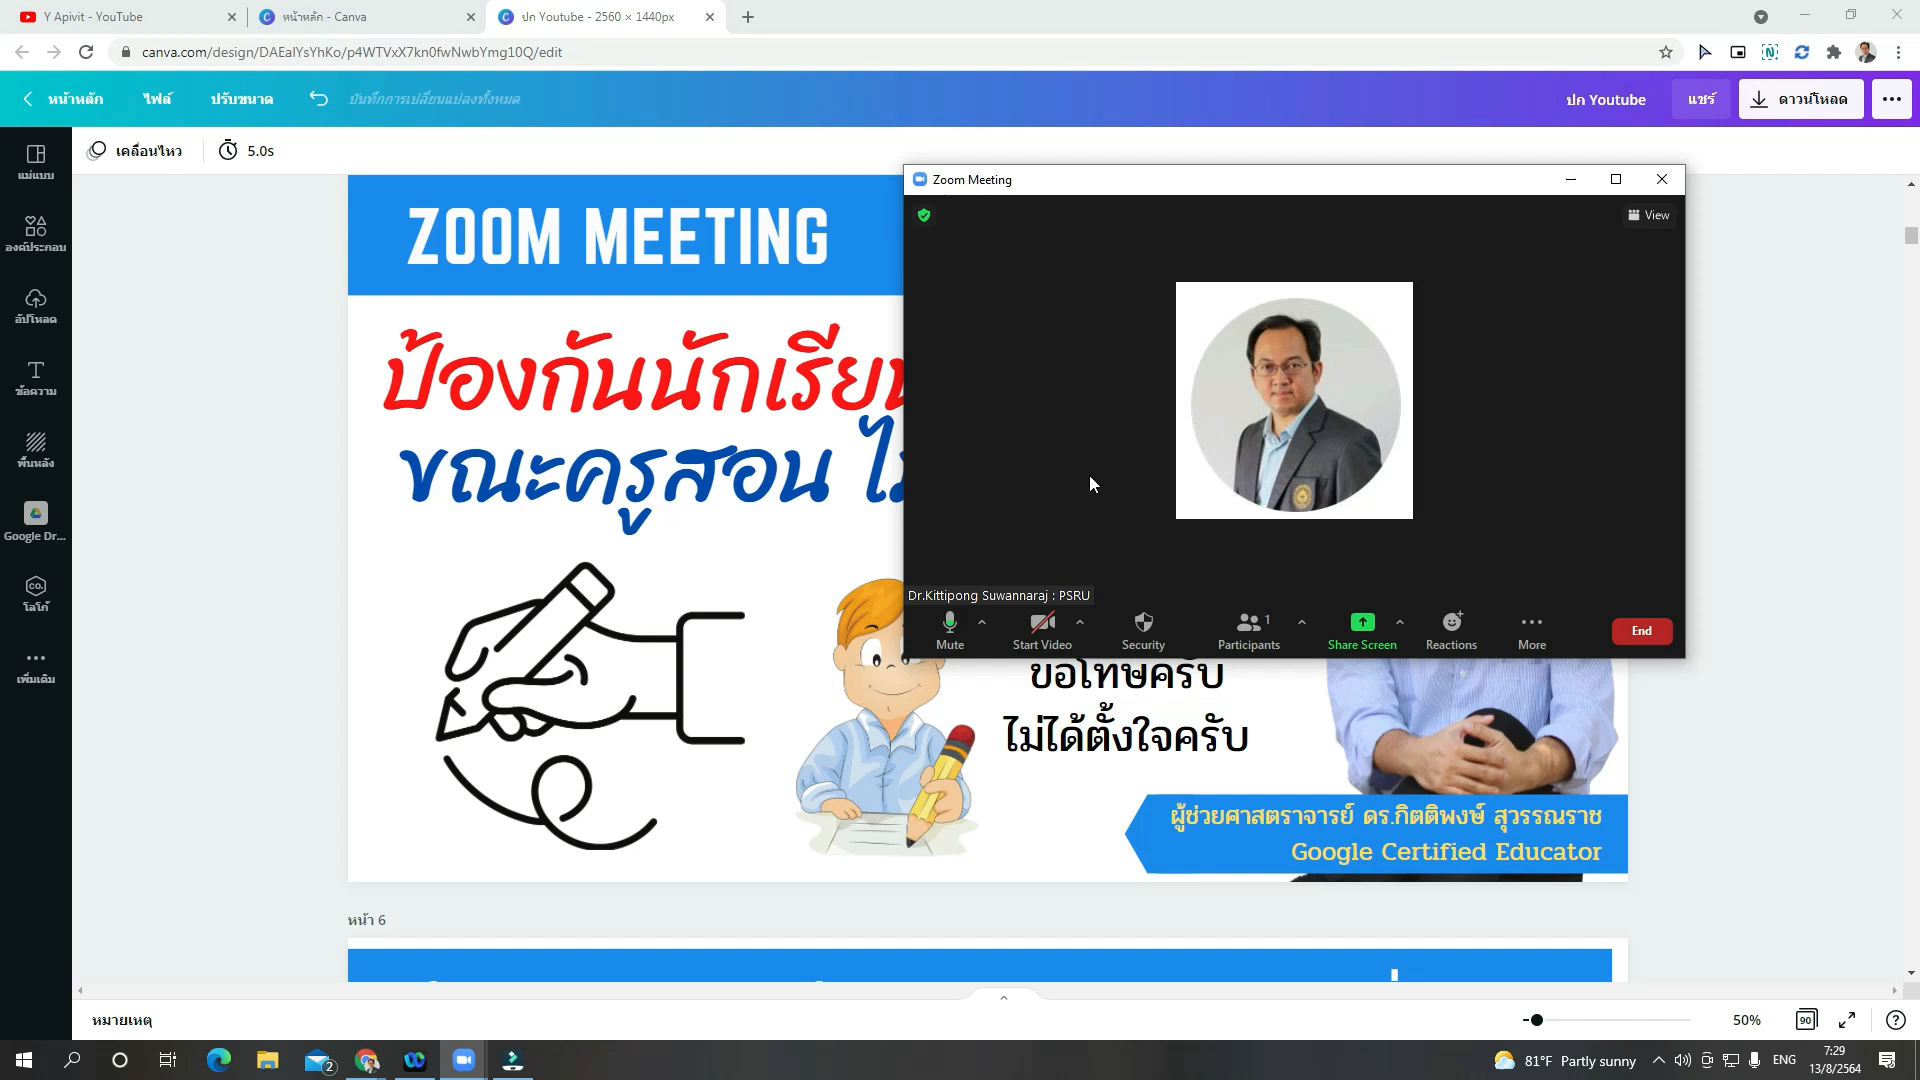 Y Apivit - YouTube
หน้าหลัก - Canva
ปก Youtube - 2560 × 1440px
canva.com/design/DAEalYsYhKo/p4WTVxX7kn0fwNwbYmg10Q/edit
หน้าหลัก
ไฟล์
ปรับขนาด
บันทึกการเปลี่ยนแปลงทั้งหมด
ปก Youtube
แชร์
ดาวน์โหลด
เคลื่อนไหว
5.0s
แม่แบบ
องค์ประกอบ
อัปโหลด
ข้อความ
พื้นหลัง
Google Dr...
โลโก้
เพิ่มเติม
ZOOM MEETING
ป้องกันนักเรียน
ขณะครูสอน
Zoom Meeting
View
Dr.Kittipong Suwannaraj : PSRU
Mute
Start Video
Security
1
Participants
Share Screen
Reactions
More
End
ขอโทษครับ
ไม่ได้ตั้งใจครับ
ผู้ช่วยศาสตราจารย์ ดร.กิตติพงษ์ สุวรรณราช
Google Certified Educator
หน้า 6
หมายเหตุ
50%
90
2
81°F Partly sunny
ENG
7:29
13/8/2564